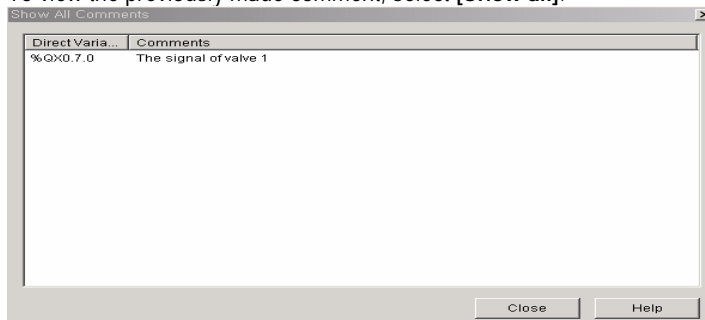 To view the previously made comment, select [Show all].
Show All Comments
Direct Varia... Comments
%QX0.7.0 The signal of valve 1
Close Help